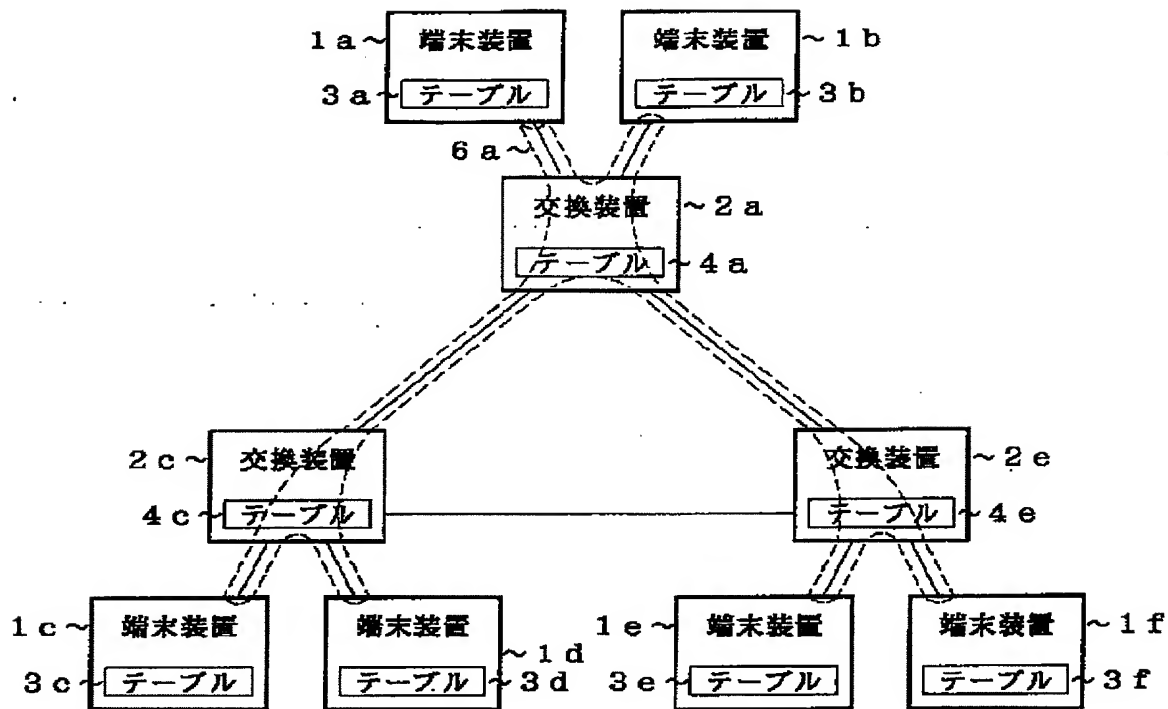 1a 端末装置 端末装置 1b
3a テーブル テーブル 3b
6a
交換装置 2a
テーブル 4a
2c 交換装置 交換装置 2e
4c テーブル テーブル 4e
1c 端末装置 端末装置 1e 端末装置 端末装置 1f
1d
3c テーブル テーブル 3d 3e テーブル テーブル 3f